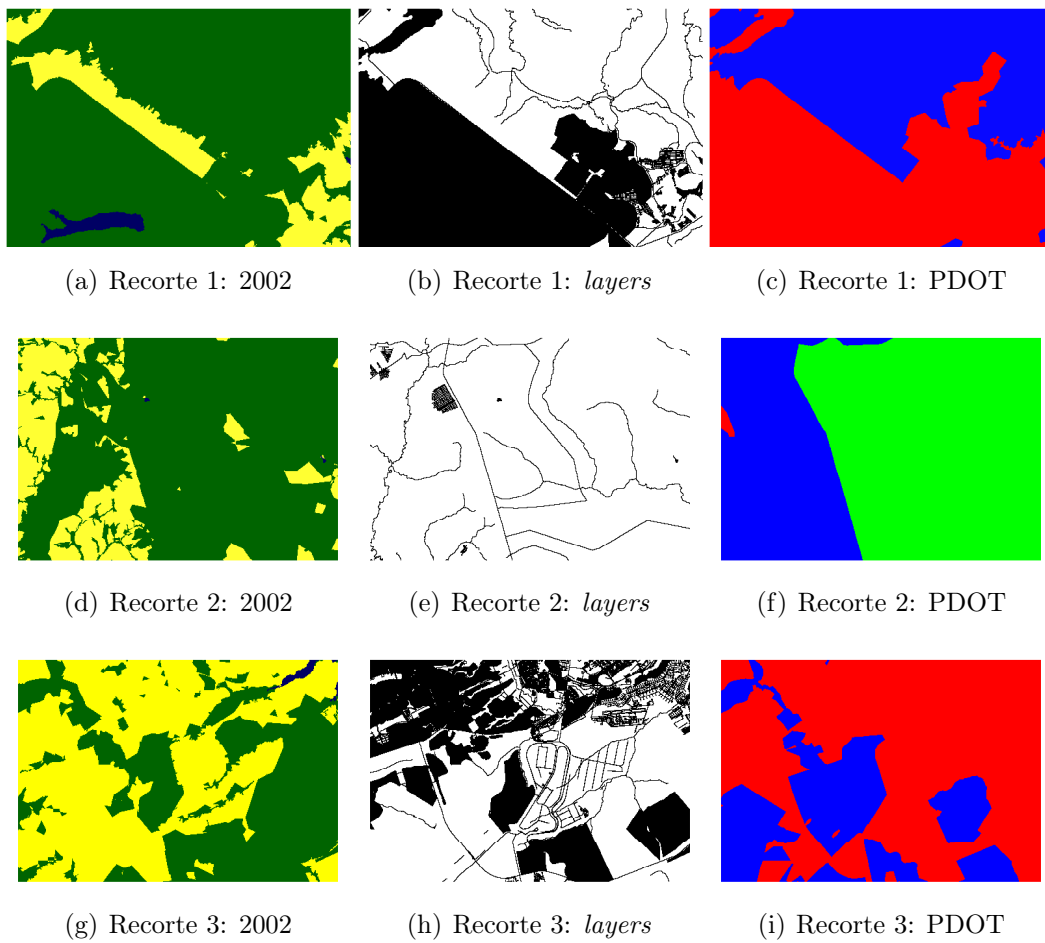 (a) Recorte 1: 2002
(b) Recorte 1: layers
(c) Recorte 1: PDOT
(d) Recorte 2: 2002
(e) Recorte 2: layers
(f) Recorte 2: PDOT
(g) Recorte 3: 2002
(h) Recorte 3: layers
(i) Recorte 3: PDOT